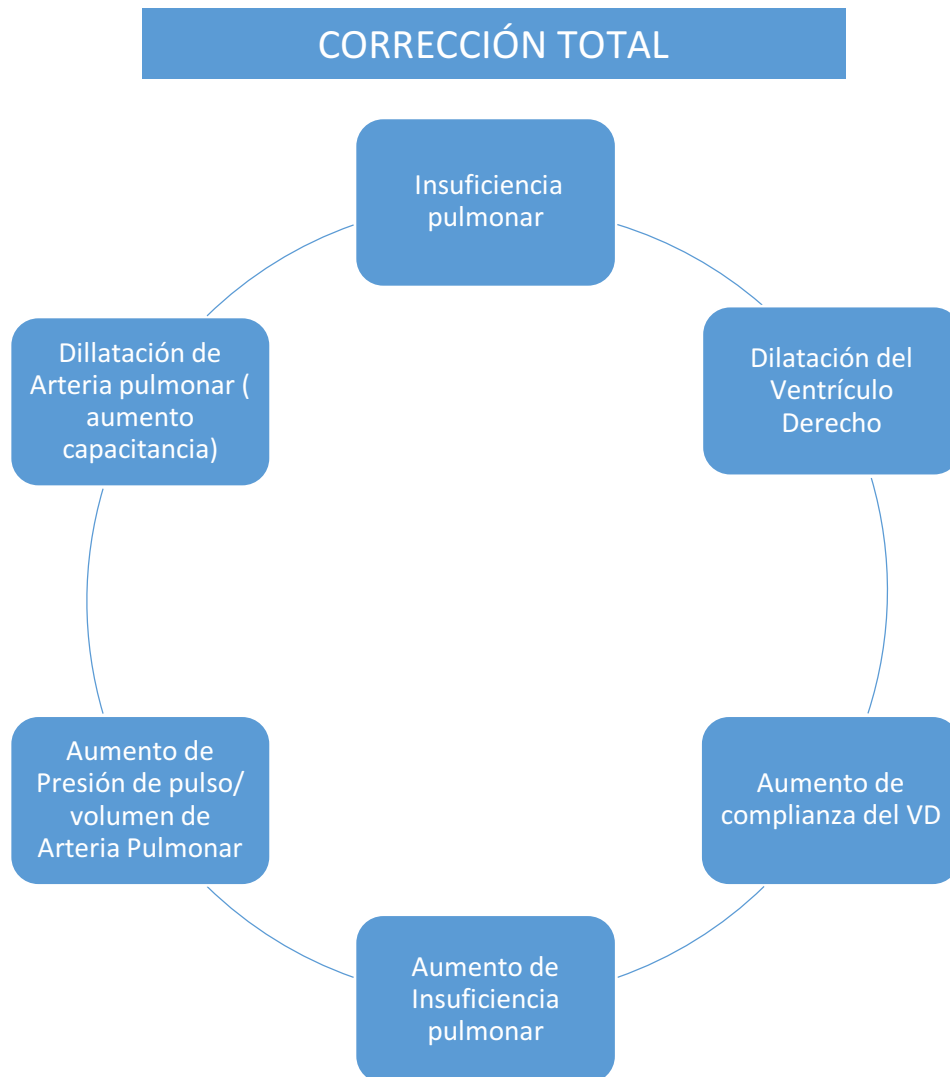 CORRECCIÓN TOTAL
Insuficiencia
pulmonar
Dilatación del
Ventrículo
Derecho
Aumento de
complianza del VD
Aumento de
Insuficiencia
pulmonar
Aumento de
Presión de pulso/
volumen de
Arteria Pulmonar
Dillatación de
Arteria pulmonar (
aumento
capacitancia)